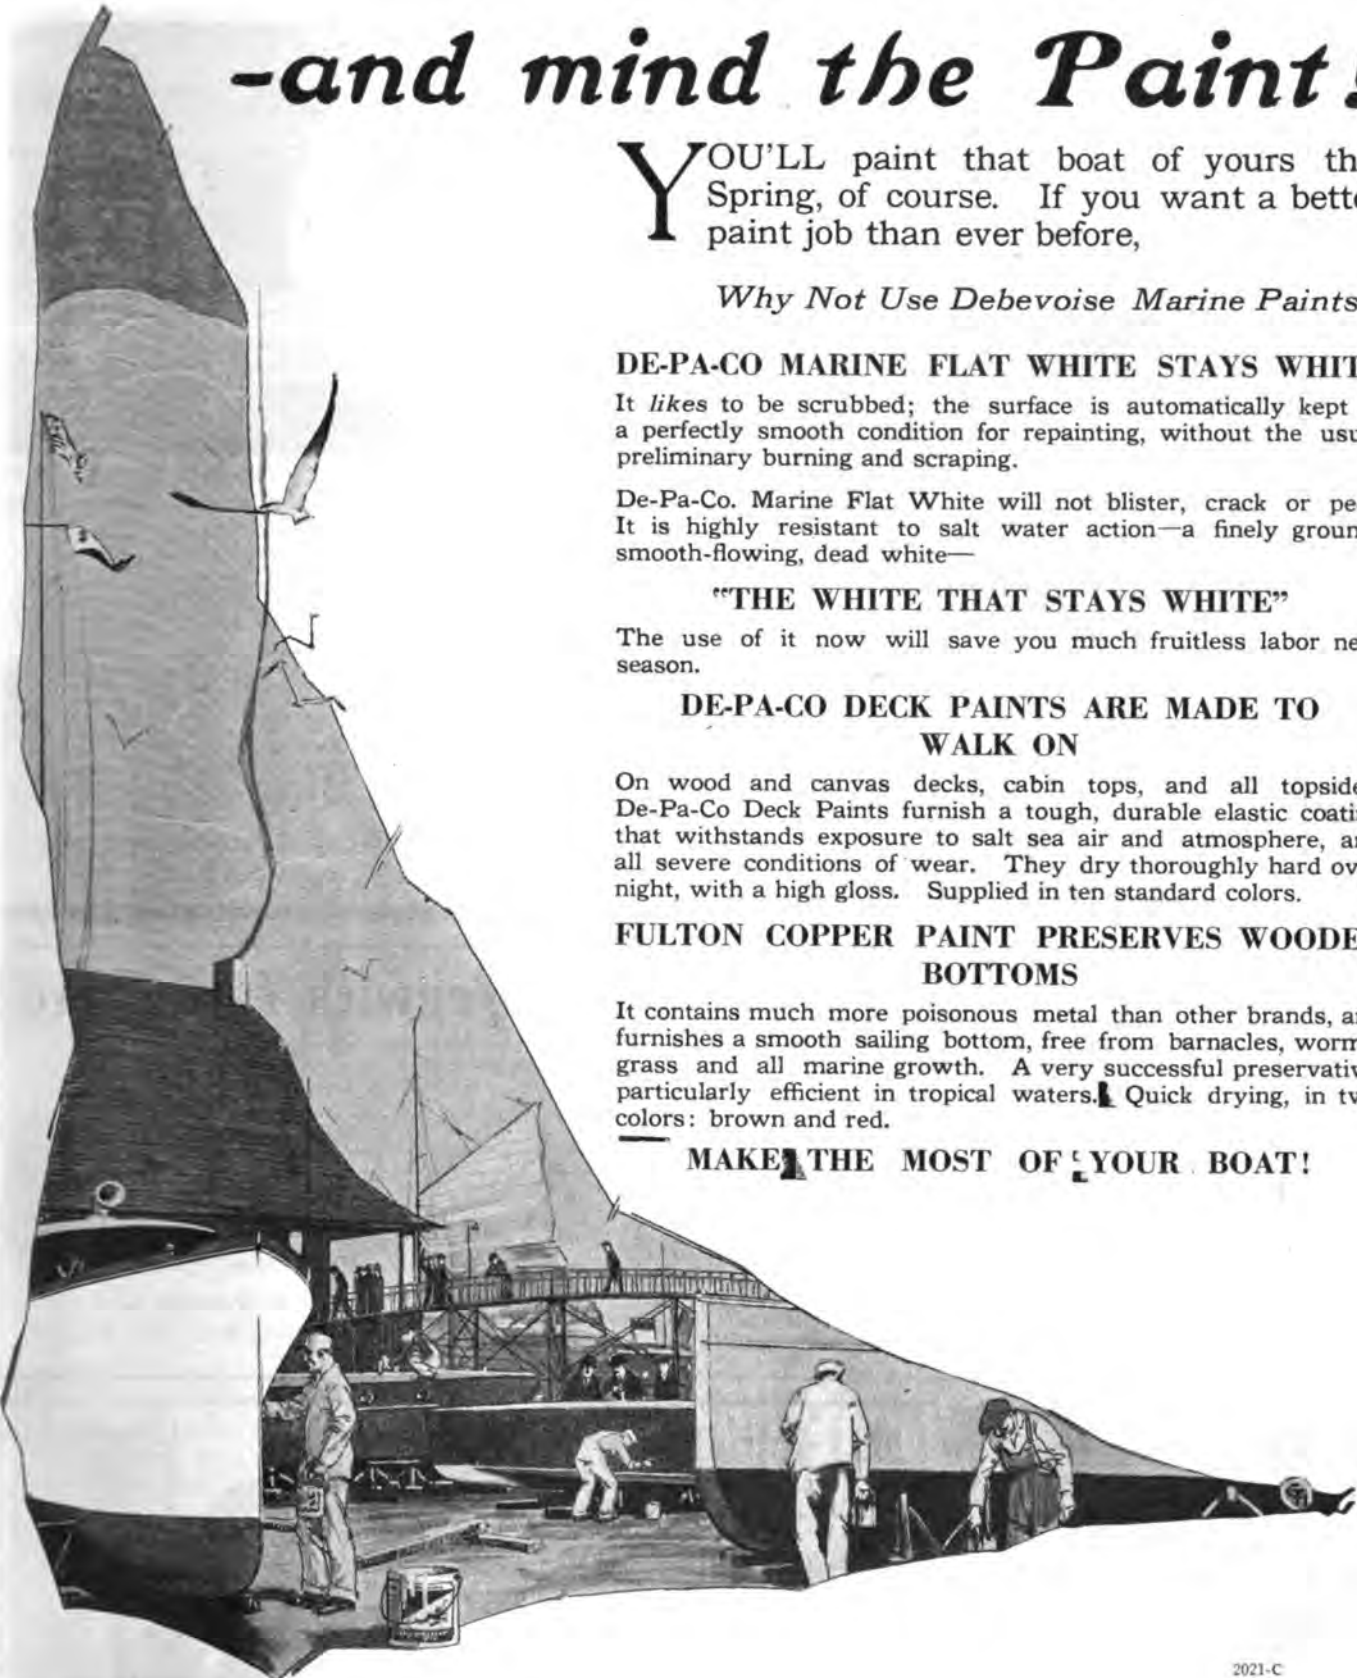 -and mind the Paint!
YOU'LL paint that boat of yours th
Spring, of course. If you want a bette
paint job than ever before,
Why Not Use Debevoise Marine Paints
DE-PA-CO MARINE FLAT WHITE STAYS WHIT
It likes to be scrubbed; the surface is automatically kept
a perfectly smooth condition for repainting, without the usu
preliminary burning and scraping.
De-Pa-Co. Marine Flat White will not blister, crack or pe
It is highly resistant to salt water action—a finely groun
smooth-flowing, dead white—
"THE WHITE THAT STAYS WHITE"
The use of it now will save you much fruitless labor ne
season.
DE-PA-CO DECK PAINTS ARE MADE TO
WALK ON
On wood and canvas decks, cabin tops, and all topside
De-Pa-Co Deck Paints furnish a tough, durable elastic coati
that withstands exposure to salt sea air and atmosphere, a
all severe conditions of wear. They dry thoroughly hard ov
night, with a high gloss. Supplied in ten standard colors.
FULTON COPPER PAINT PRESERVES WOODE
BOTTOMS
It contains much more poisonous metal than other brands, a
furnishes a smooth sailing bottom, free from barnacles, worm
grass and all marine growth. A very successful preservativ
particularly efficient in tropical waters. Quick drying, in tw
colors: brown and red.
MAKE THE MOST OF YOUR BOAT!
2021-C